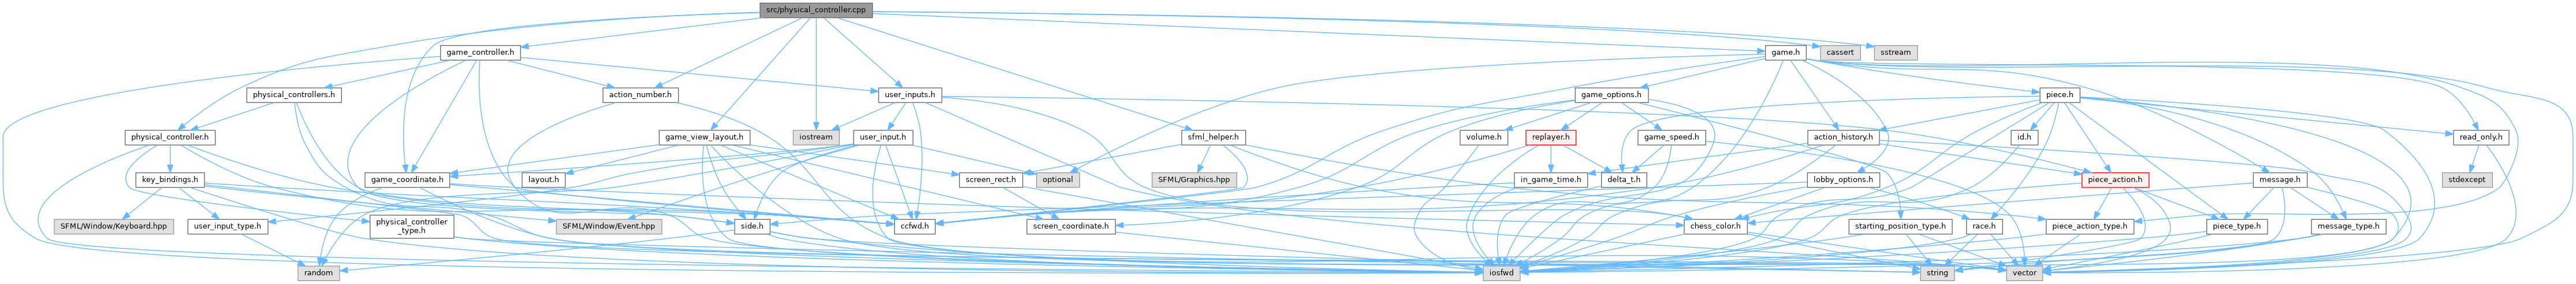 src/physical_controller.cpp
game_controller.h
game.h
cassert
sstream
physical_controllers.h
action_number.h
user_inputs.h
game_options.h
piece.h
physical_controller.h
game_view_layout.h
iostream
user_input.h
sfml_helper.h
volume.h
replayer.h
game_speed.h
action_history.h
id.h
read_only.h
key_bindings.h
game_coordinate.h
layout.h
screen_rect.h
optional
SFML/Graphics.hpp
in_game_time.h
delta_t.h
lobby_options.h
piece_action.h
message.h
stdexcept
SFML/Window/Keyboard.hpp
user_input_type.h
physical_controller
_type.h
SFML/Window/Event.hpp
side.h
ccfwd.h
screen_coordinate.h
chess_color.h
starting_position_type.h
race.h
piece_action_type.h
piece_type.h
message_type.h
random
iosfwd
string
vector